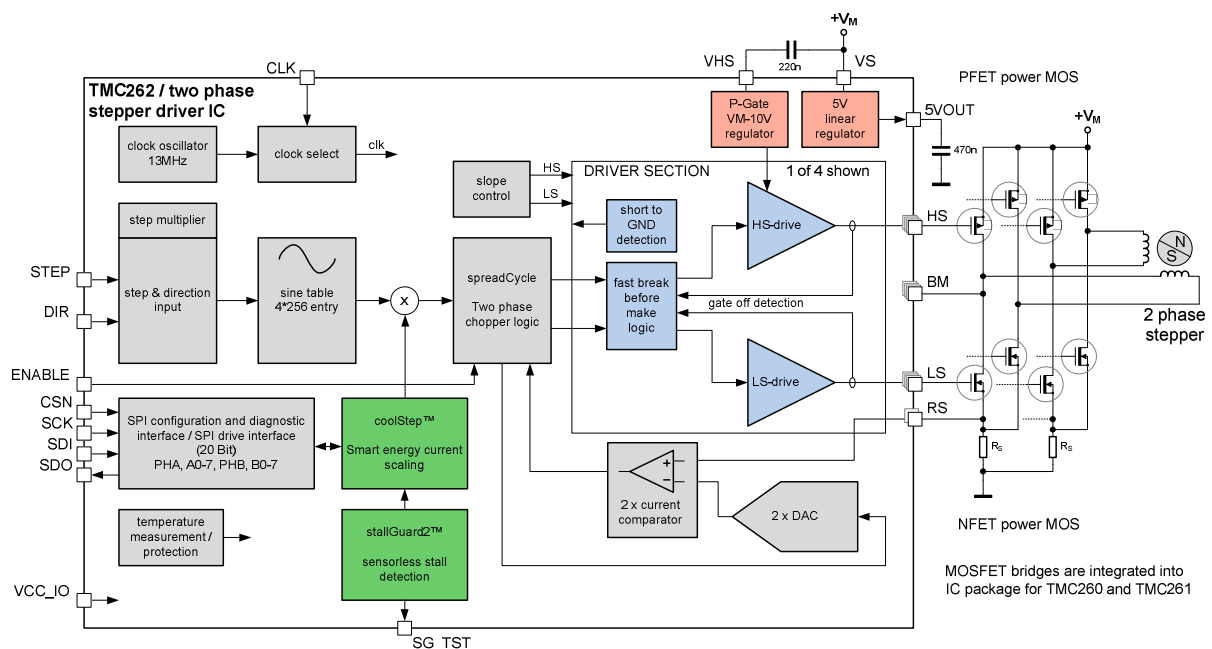 +VM
VHS
220n
VS
CLK
PFET power MOS
TMC262 / two phase
stepper driver IC
P-Gate
VM-10V
regulator
5V
linear
regulator
5VOUT
+VM
470n
clock oscillator
13MHz
clock select
clk
slope
control
HS
LS
DRIVER SECTION
1 of 4 shown
short to
GND
detection
HS-drive
HS
step multiplier
step & direction
input
STEP
DIR
sine table
4*256 entry
x
spreadCycle
Two phase
chopper logic
fast break
before
make
logic
gate off detection
BM
N
S
2 phase
stepper
ENABLE
LS-drive
LS
RS
CSN
SCK
SDI
SDO
SPI configuration and diagnostic
interface / SPI drive interface
(20 Bit)
PHA, A0-7, PHB, B0-7
coolStep™
Smart energy current
scaling
+
−
2 x current
comparator
2 x DAC
RS
RS
temperature
measurement /
protection
stallGuard2™
sensorless stall
detection
NFET power MOS
VCC_IO
MOSFET bridges are integrated into
IC package for TMC260 and TMC261
SG_TST